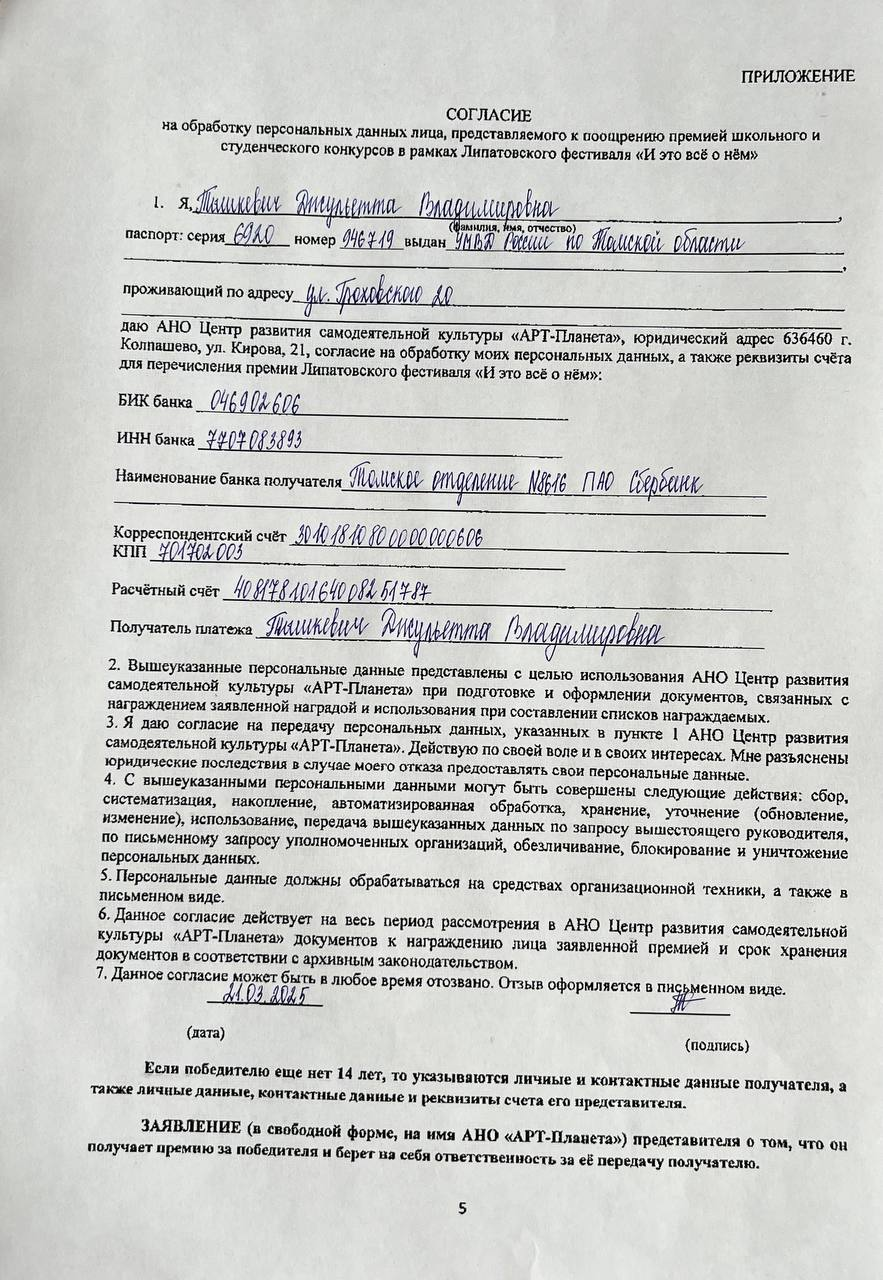 ПРИЛОЖЕНИЕ
СОГЛАСИЕ
на обработку персональных данных лица, представляемого к поощрению премией школьного и
студенческого конкурсов в рамках Липатовского фестиваля «И это всё о нём»
1. Я, Тышкевич Джульетта Владимировна,
(фамилия, имя, отчество)
паспорт: серия 6920 номер 946719 выдан УМВД России по Томской области
,
проживающий по адресу ул. Гроховского 20
даю АНО Центр развития самодеятельной культуры «АРТ-Планета», юридический адрес 636460 г.
Колпашево, ул. Кирова, 21, согласие на обработку моих персональных данных, а также реквизиты счёта
для перечисления премии Липатовского фестиваля «И это всё о нём»:
БИК банка 046902606
ИНН банка 7707083893
Наименование банка получателя Томское отделение N8616 ПАО Сбербанк
Корреспондентский счёт 30101810800000000606
КПП 701702003
Расчётный счёт 40817810164008251787
Получатель платежа Тышкевич Джульетта Владимировна
2. Вышеуказанные персональные данные представлены с целью использования АНО Центр развития
самодеятельной культуры «АРТ-Планета» при подготовке и оформлении документов, связанных с
награждением заявленной наградой и использования при составлении списков награждаемых.
3. Я даю согласие на передачу персональных данных, указанных в пункте 1 АНО Центр развития
самодеятельной культуры «АРТ-Планета». Действую по своей воле и в своих интересах. Мне разъяснены
юридические последствия в случае моего отказа предоставлять свои персональные данные.
4. С вышеуказанными персональными данными могут быть совершены следующие действия: сбор,
систематизация, накопление, автоматизированная обработка, хранение, уточнение (обновление,
изменение), использование, передача вышеуказанных данных по запросу вышестоящего руководителя,
по письменному запросу уполномоченных организаций, обезличивание, блокирование и уничтожение
персональных данных.
5. Персональные данные должны обрабатываться на средствах организационной техники, а также в
письменном виде.
6. Данное согласие действует на весь период рассмотрения в АНО Центр развития самодеятельной
культуры «АРТ-Планета» документов к награждению лица заявленной премией и срок хранения
документов в соответствии с архивным законодательством.
7. Данное согласие может быть в любое время отозвано. Отзыв оформляется в письменном виде.
21.03.2025
(дата)
(подпись)
Если победителю еще нет 14 лет, то указываются личные и контактные данные получателя, а
также личные данные, контактные данные и реквизиты счета его представителя.
ЗАЯВЛЕНИЕ (в свободной форме, на имя АНО «АРТ-Планета») представителя о том, что он
получает премию за победителя и берет на себя ответственность за её передачу получателю.
5